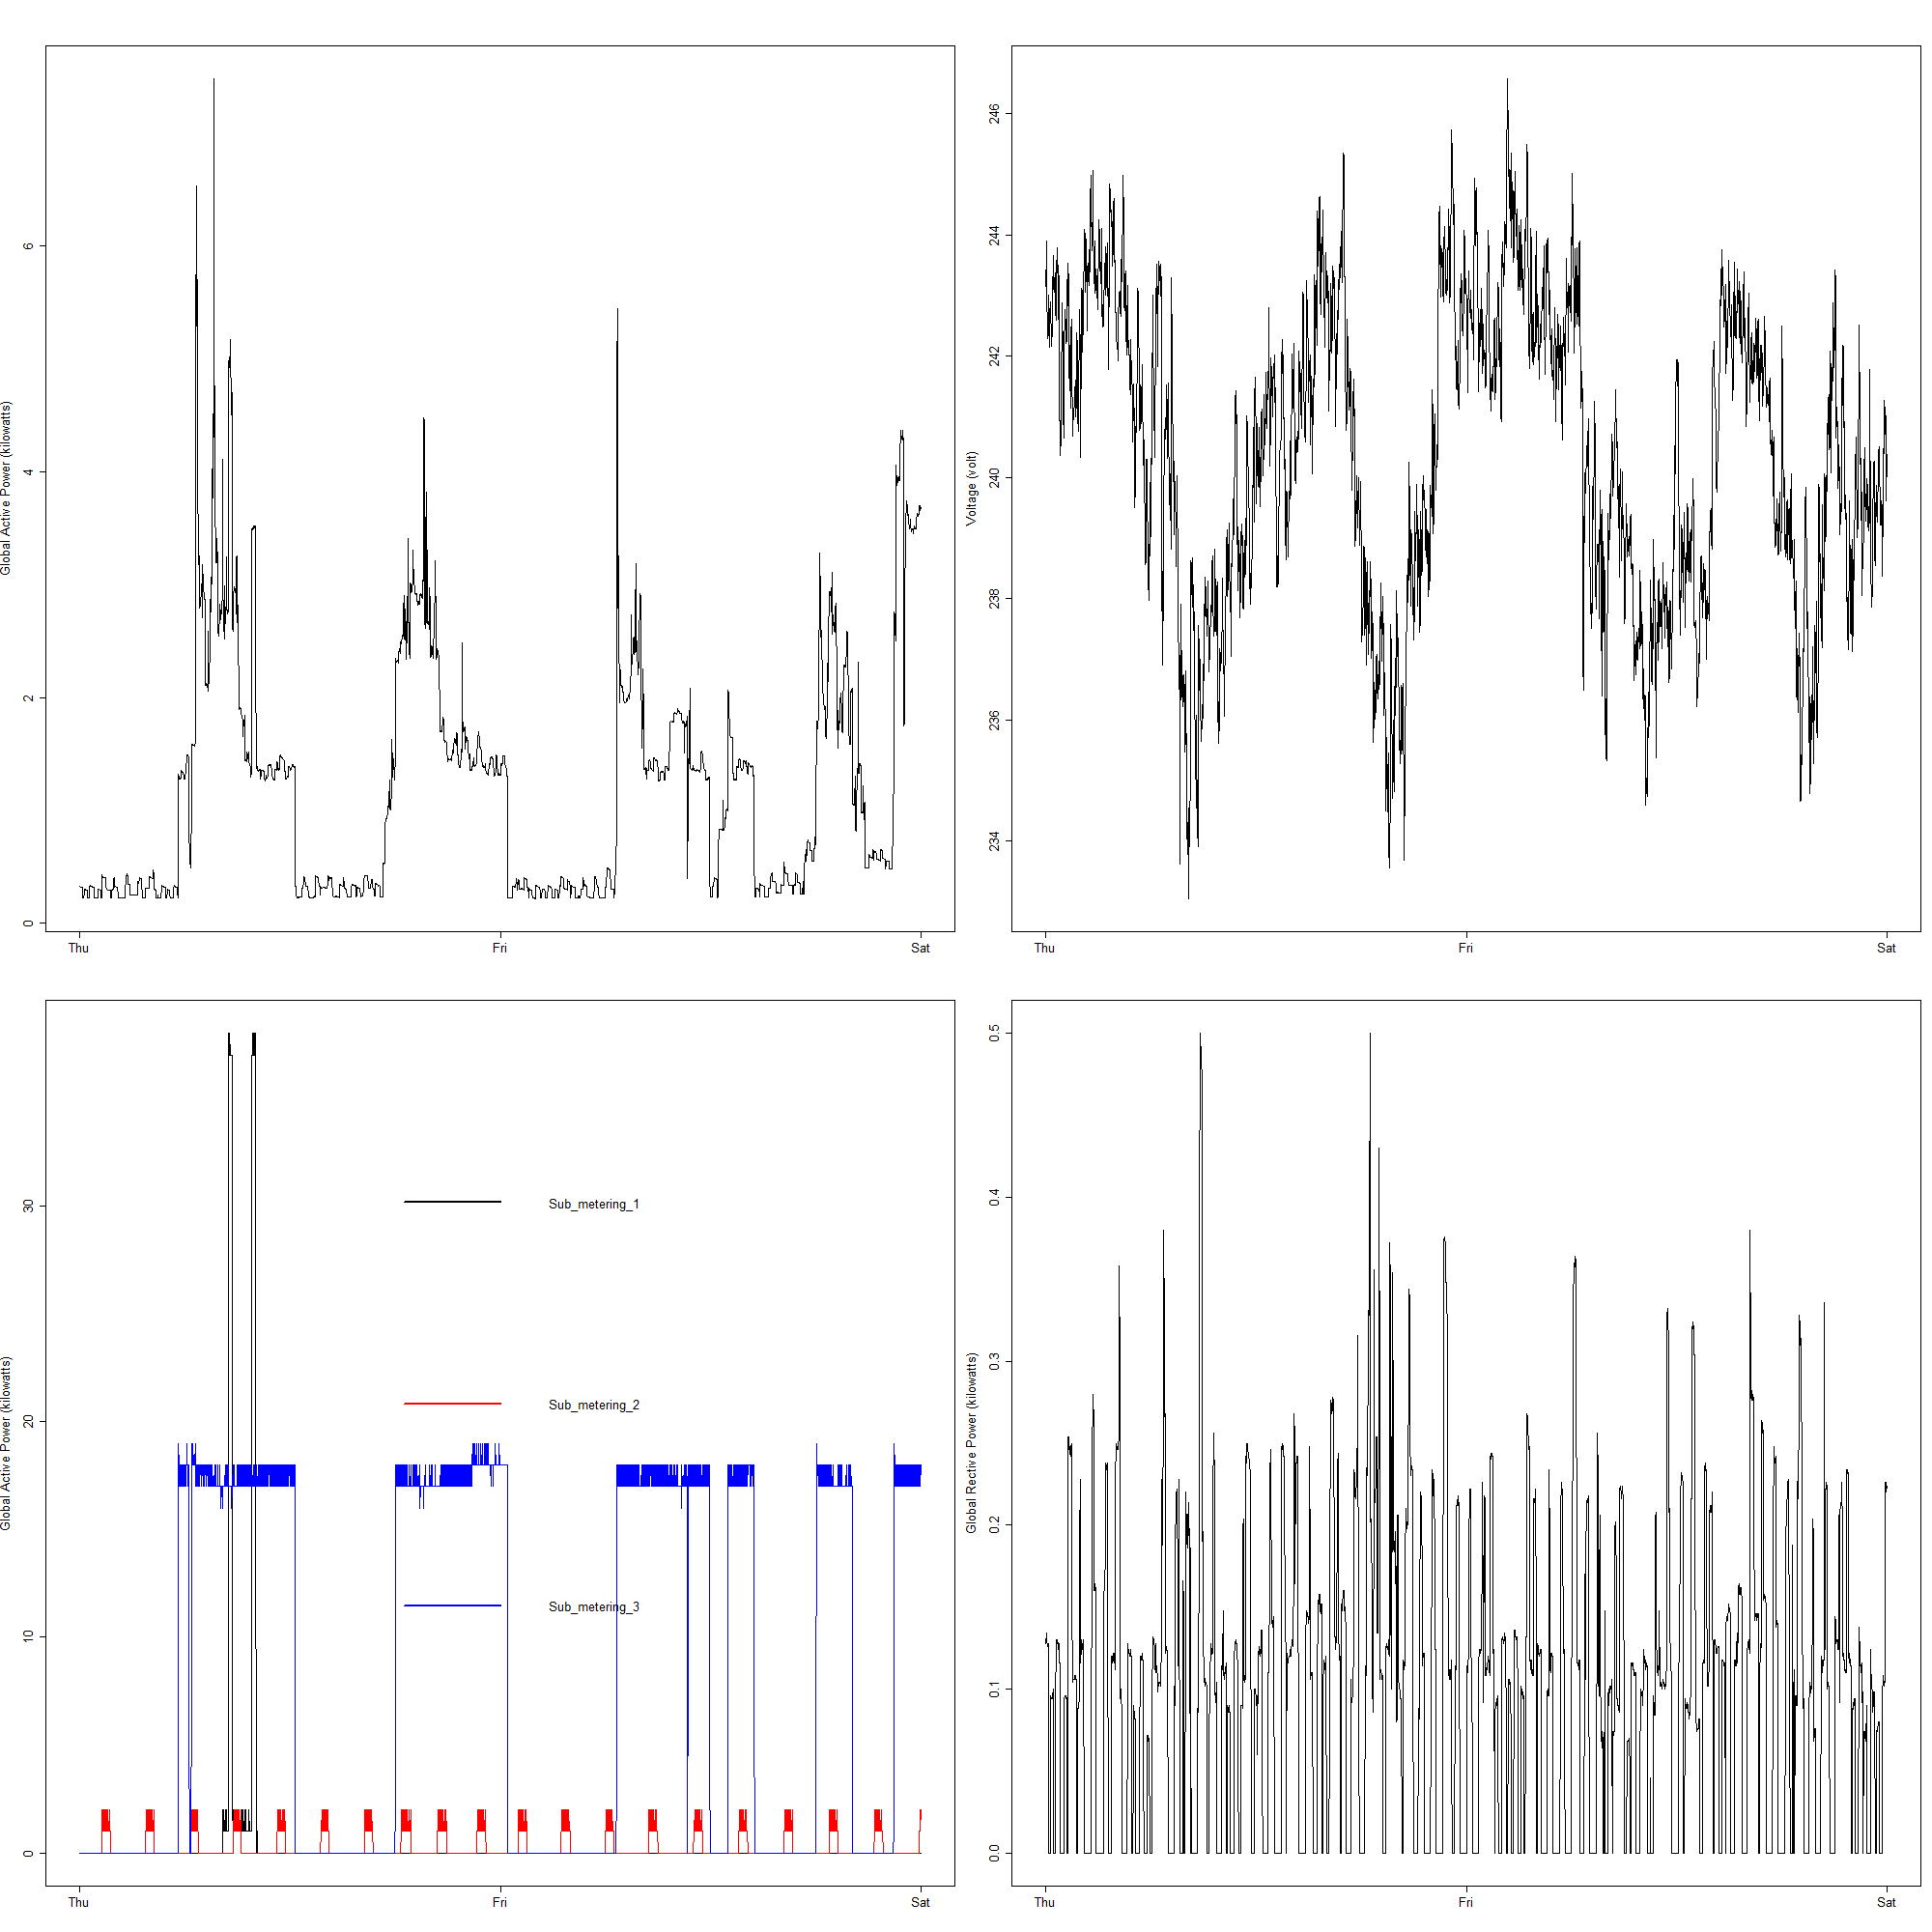 Global Active Power (kilowatts)
6
4
2
0
Thu
Fri
Sat
Voltage (volt)
246
244
242
240
238
236
234
Thu
Fri
Sat
Global Active Power (kilowatts)
30
20
10
0
Sub_metering_1
Sub_metering_2
Sub_metering_3
Thu
Fri
Sat
Global Rective Power (kilowatts)
0.5
0.4
0.3
0.2
0.1
0.0
Thu
Fri
Sat